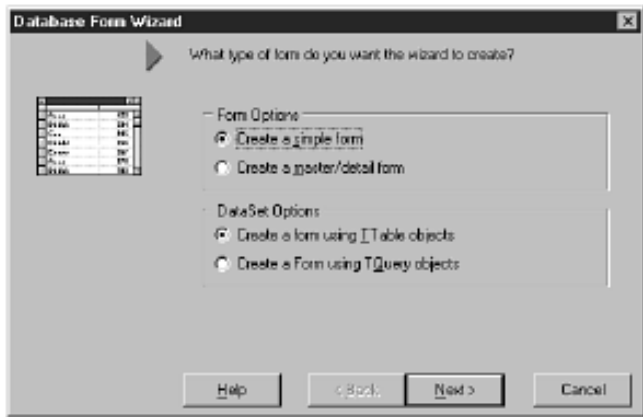 Database Form Wizard
What type of form do you want the wizard to create?
Form Options
Create a simple form
Create a master/detail form
DataSet Options
Create a form using TTable objects
Create a Form using TQuery objects
Help
< Back
Next >
Cancel